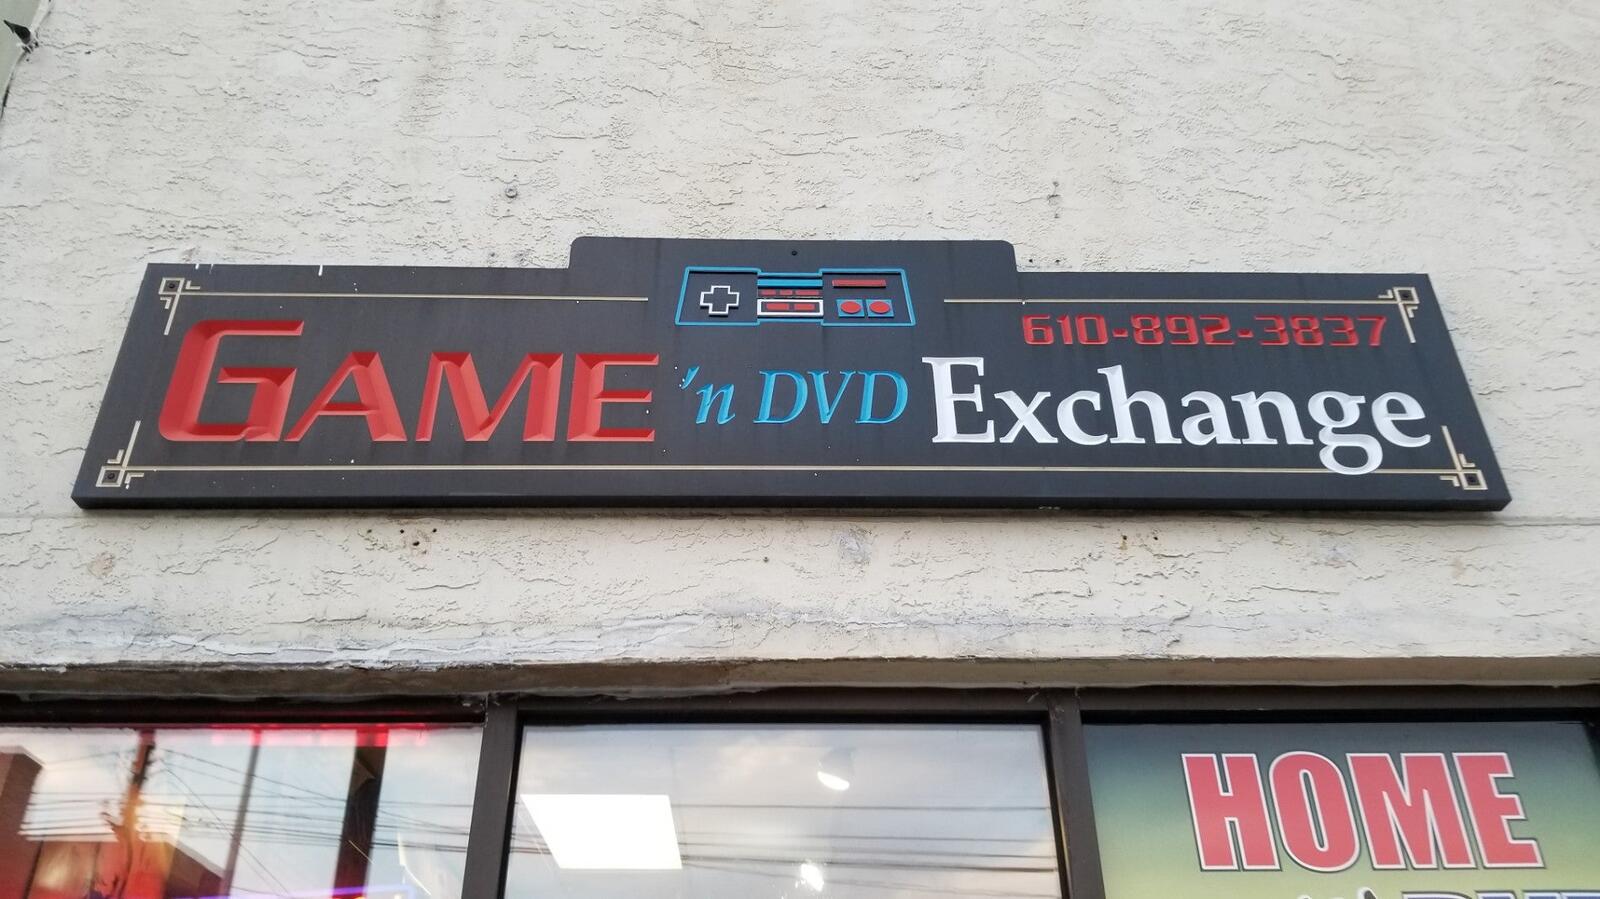 610-892-3837
GAME 'n DVD Exchange
HOME